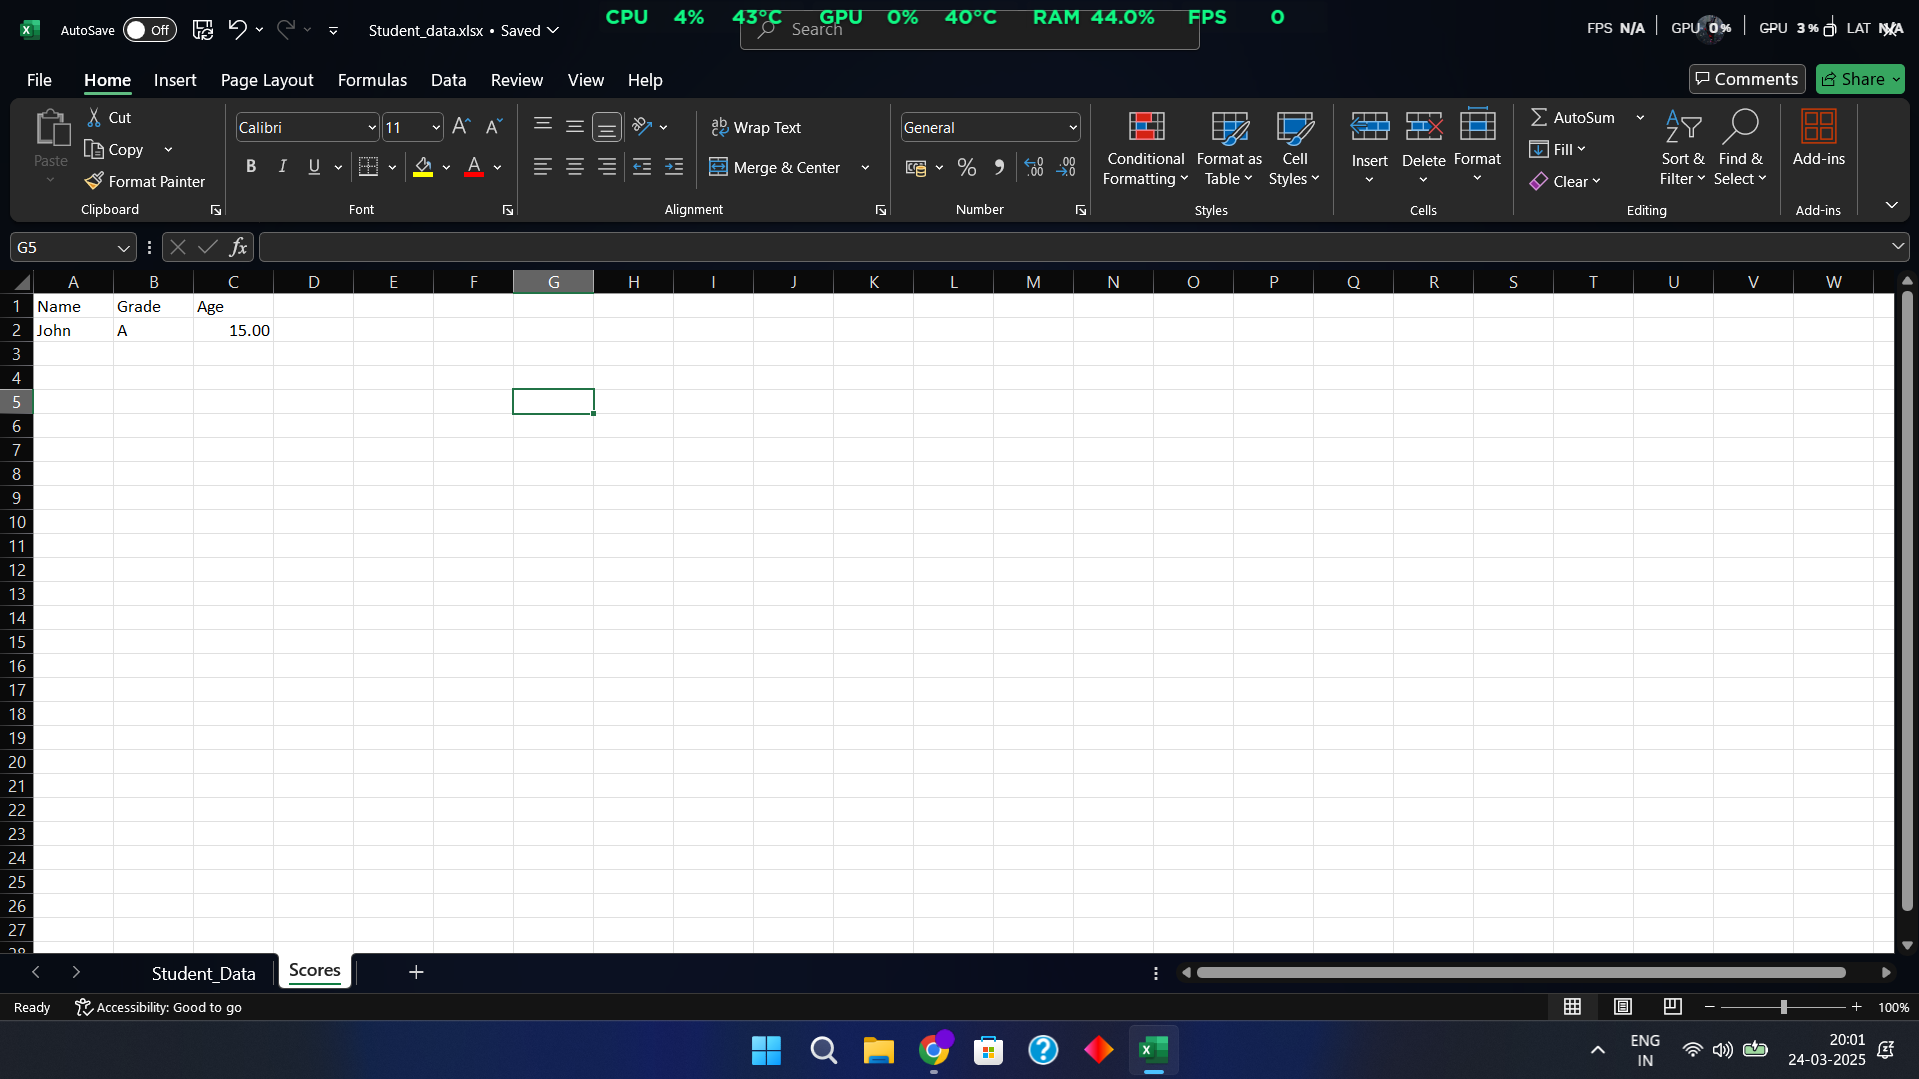 CPU 4% 43°C GPU 0% 40°C RAM 44.0% FPS 0
AutoSave Off Student_data.xlsx • Saved Search FPS N/A GPU 0% CPU 3% LAT N/A
File Home Insert Page Layout Formulas Data Review View Help Comments Share
Paste
Cut
Copy
Format Painter
Clipboard
Calibri 11
B I U A
Font
Wrap Text
Merge & Center
Alignment
General
Number
Conditional Formatting
Format as Table
Cell Styles
Styles
Insert
Delete
Format
Cells
AutoSum
Fill
Clear
Sort & Filter
Find & Select
Editing
Add-ins
Add-ins
G5 fx
A B C D E F G H I J K L M N O P Q R S T U V W
1 Name Grade Age
2 John A 15.00
3
4
5
6
7
8
9
10
11
12
13
14
15
16
17
18
19
20
21
22
23
24
25
26
27
28
Student_Data Scores
Ready Accessibility: Good to go 100%
ENG
IN
20:01
24-03-2025